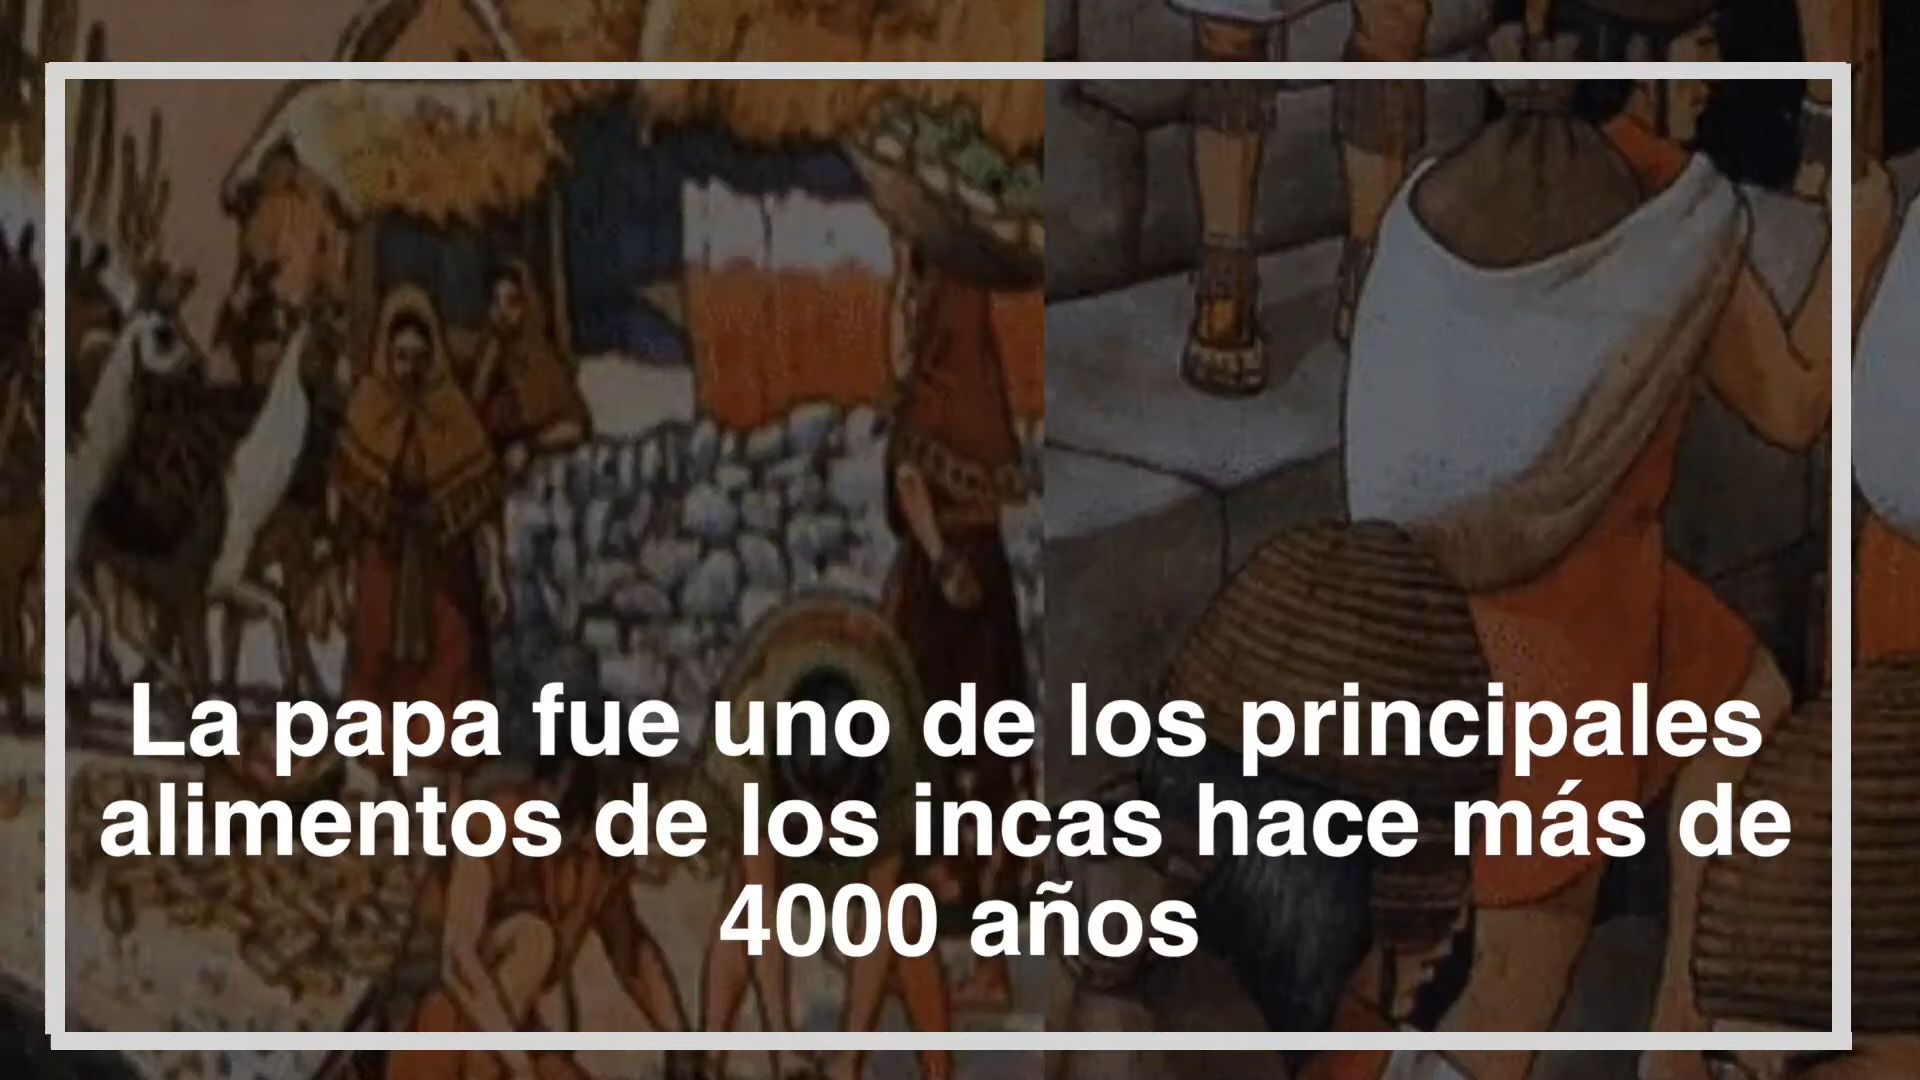 La papa fue uno de los principales
alimentos de los incas hace más de
4000 años